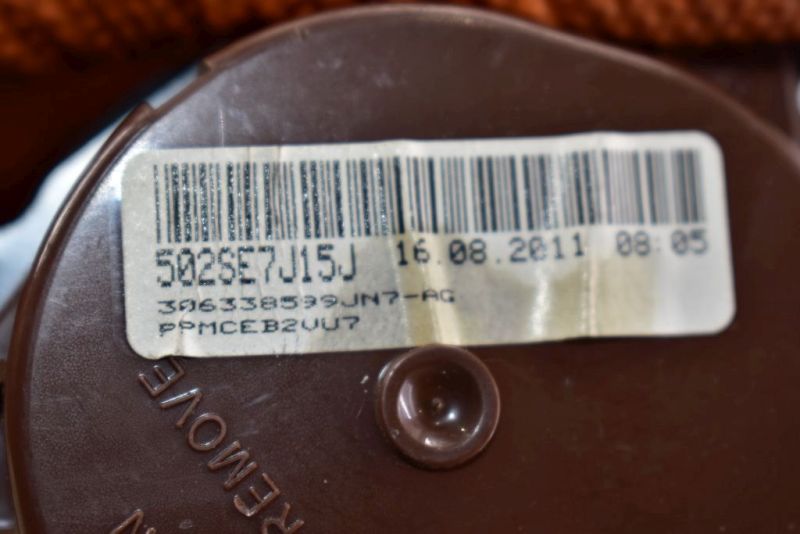 502SE7J15J 16.08.2011 08:05
306338599JN7-AG
PPMCEB2VU7
REMOVE